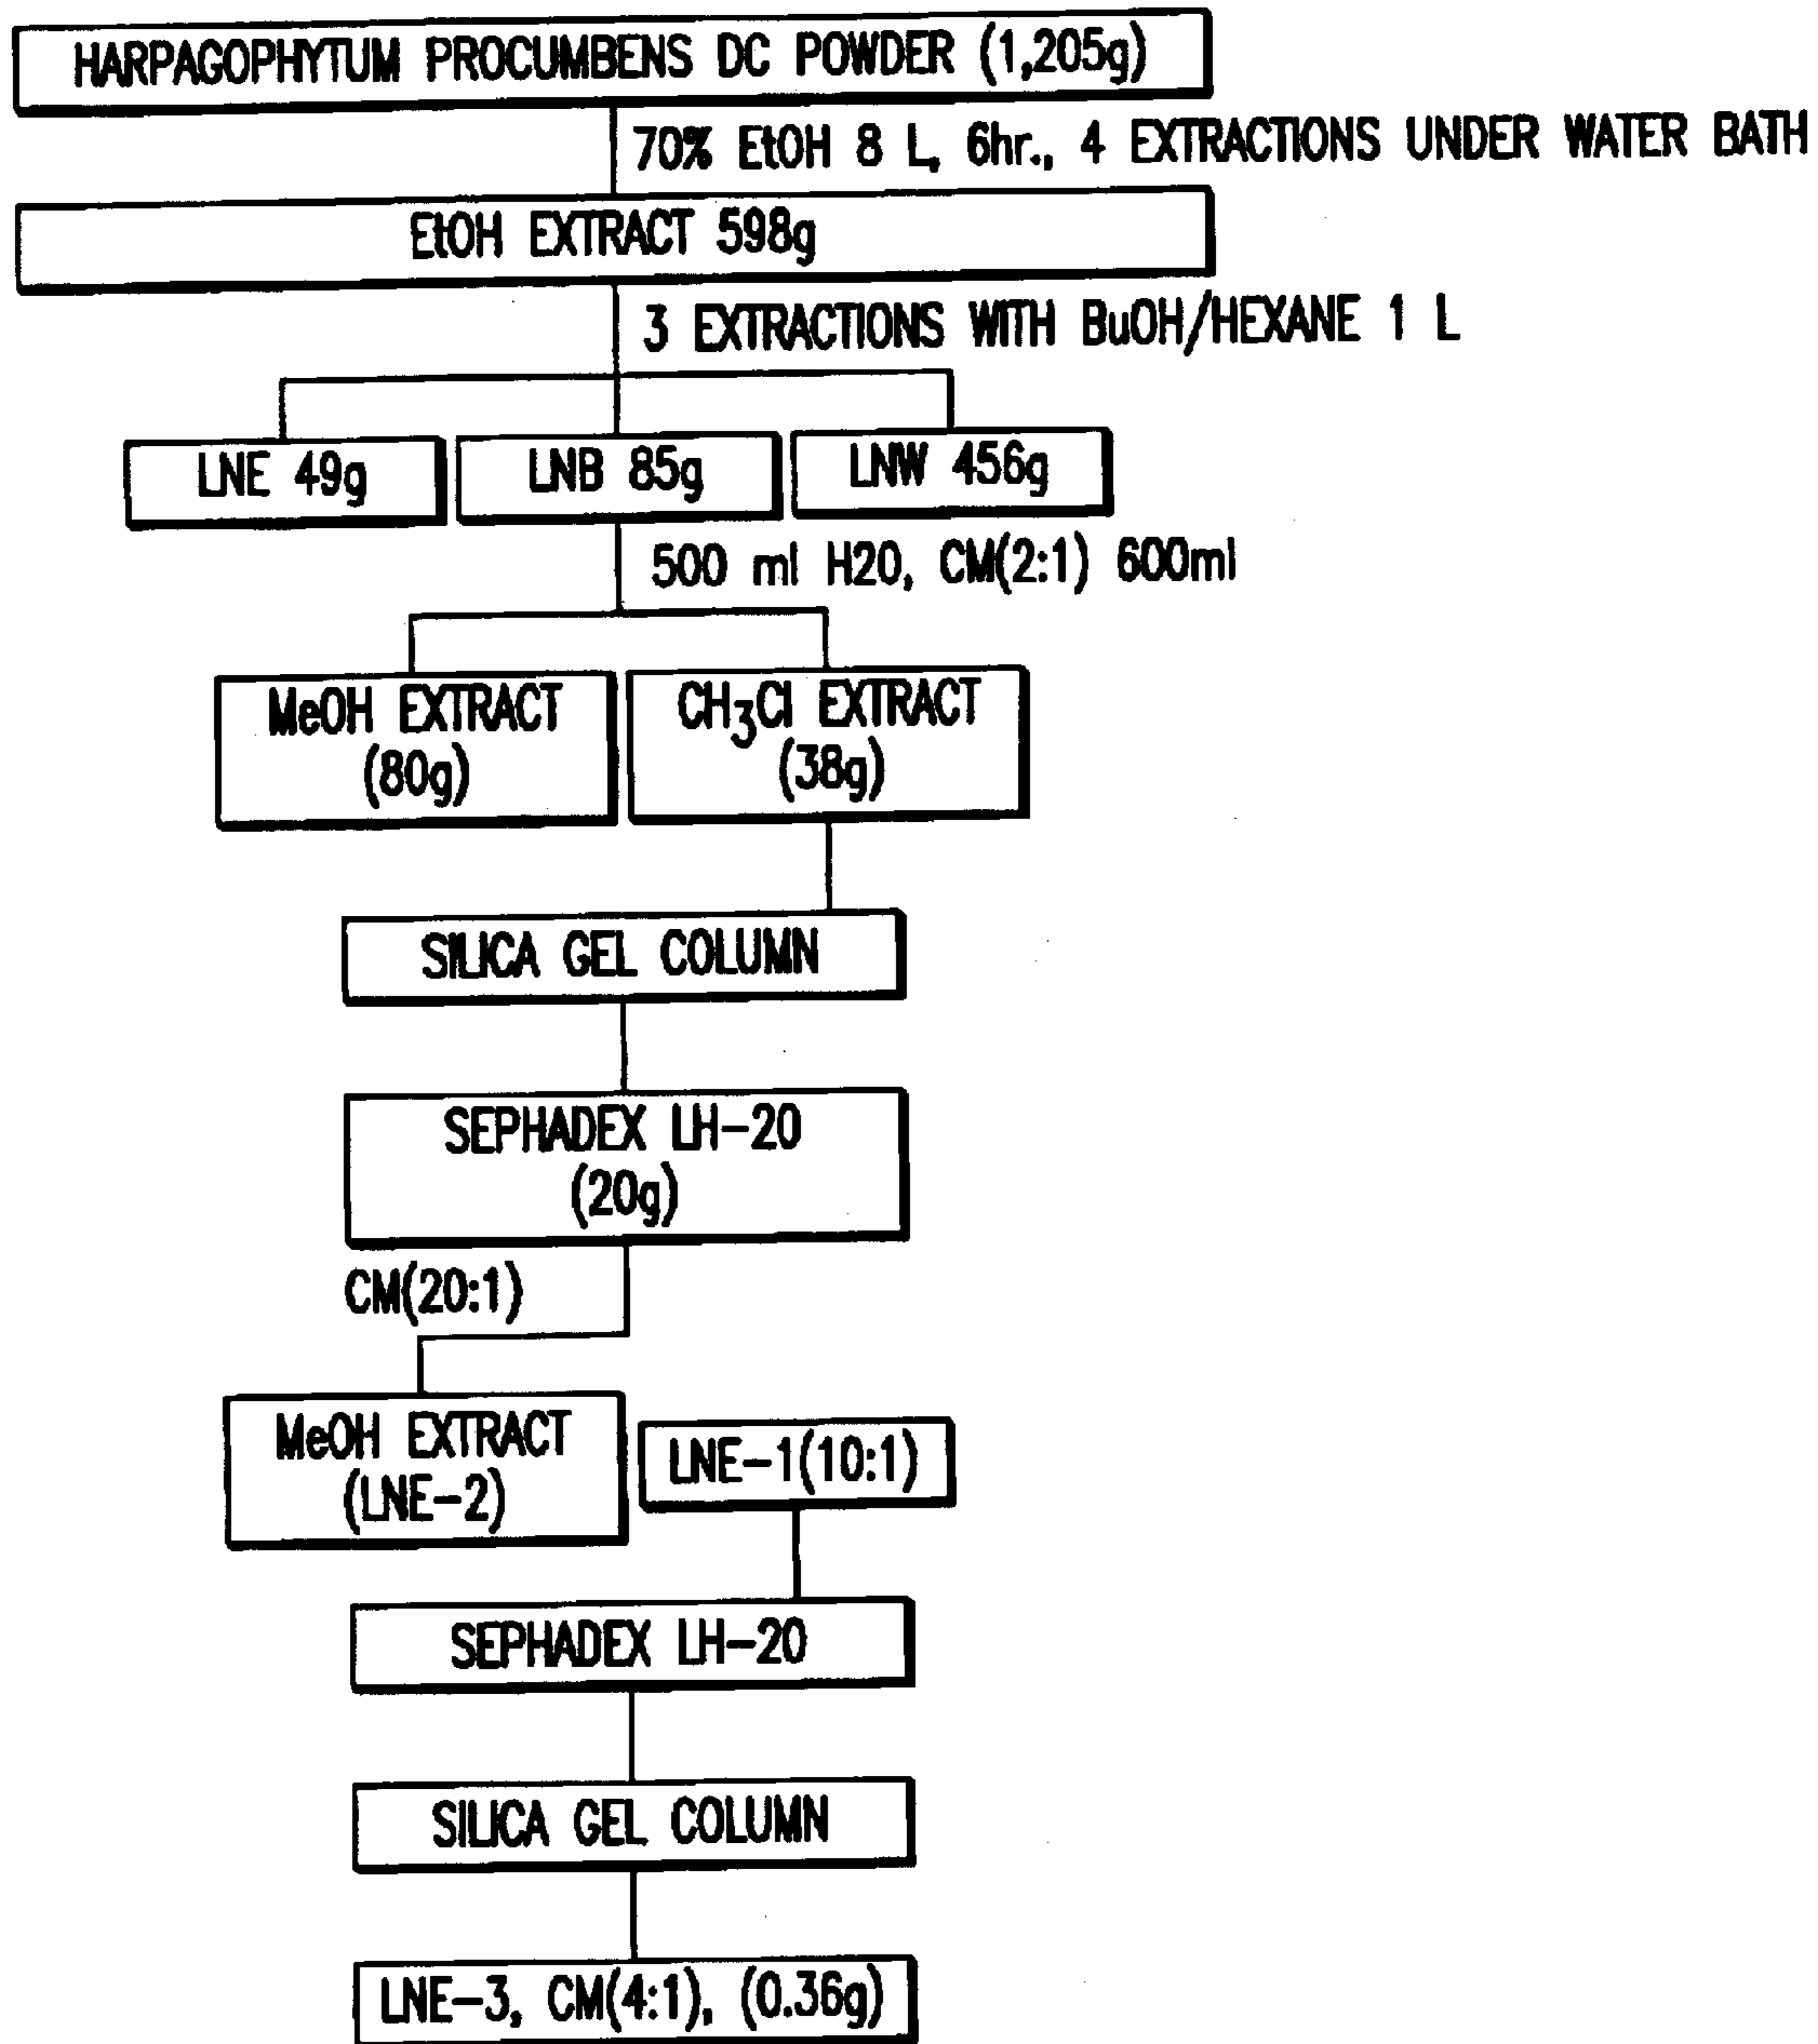 HARPAGOPHYTUM PROCUMBENS DC POWDER (1,205g)
70% EtOH 8 L, 6hr., 4 EXTRACTIONS UNDER WATER BATH
EtOH EXTRACT 598g
3 EXTRACTIONS WITH BuOH/HEXANE 1 L
LNE 49g
LNB 85g
LNW 456g
500 ml H20, CM(2:1) 600ml
MeOH EXTRACT
(80g)
CH3Cl EXTRACT
(38g)
SILICA GEL COLUMN
SEPHADEX LH-20
(20g)
CM(20:1)
MeOH EXTRACT
(LNE-2)
LNE-1(10:1)
SEPHADEX LH-20
SILICA GEL COLUMN
LNE-3, CM(4:1), (0.36g)